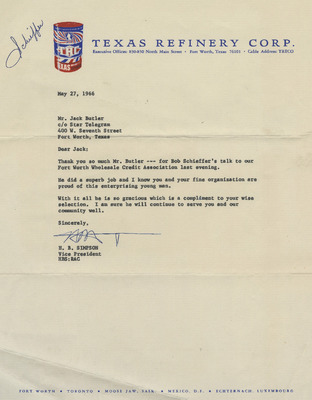 Schieffer
TRC
TEXAS
TEXAS REFINERY CORP.
Executive Offices 840-850 North Main Street • Fort Worth, Texas 76101 • Cable Address TRECO
May 27, 1966
Mr. Jack Butler
c/o Star Telegram
400 W. Seventh Street
Fort Worth, Texas
Dear Jack:
Thank you so much Mr. Butler --- for Bob Schieffer's talk to our
Fort Worth Wholesale Credit Association last evening.
He did a superb job and I know you and your fine organization are
proud of this enterprising young man.
With it all he is so gracious which is a compliment to your wise
selection. I am sure he will continue to serve you and our
community well.
Sincerely,
H. B. SIMPSON
Vice President
HBS:RAC
FORT WORTH • TORONTO • MOOSE JAW, SASK. • MEXICO, D.F. • ECHTERNACH, LUXEMBOURG